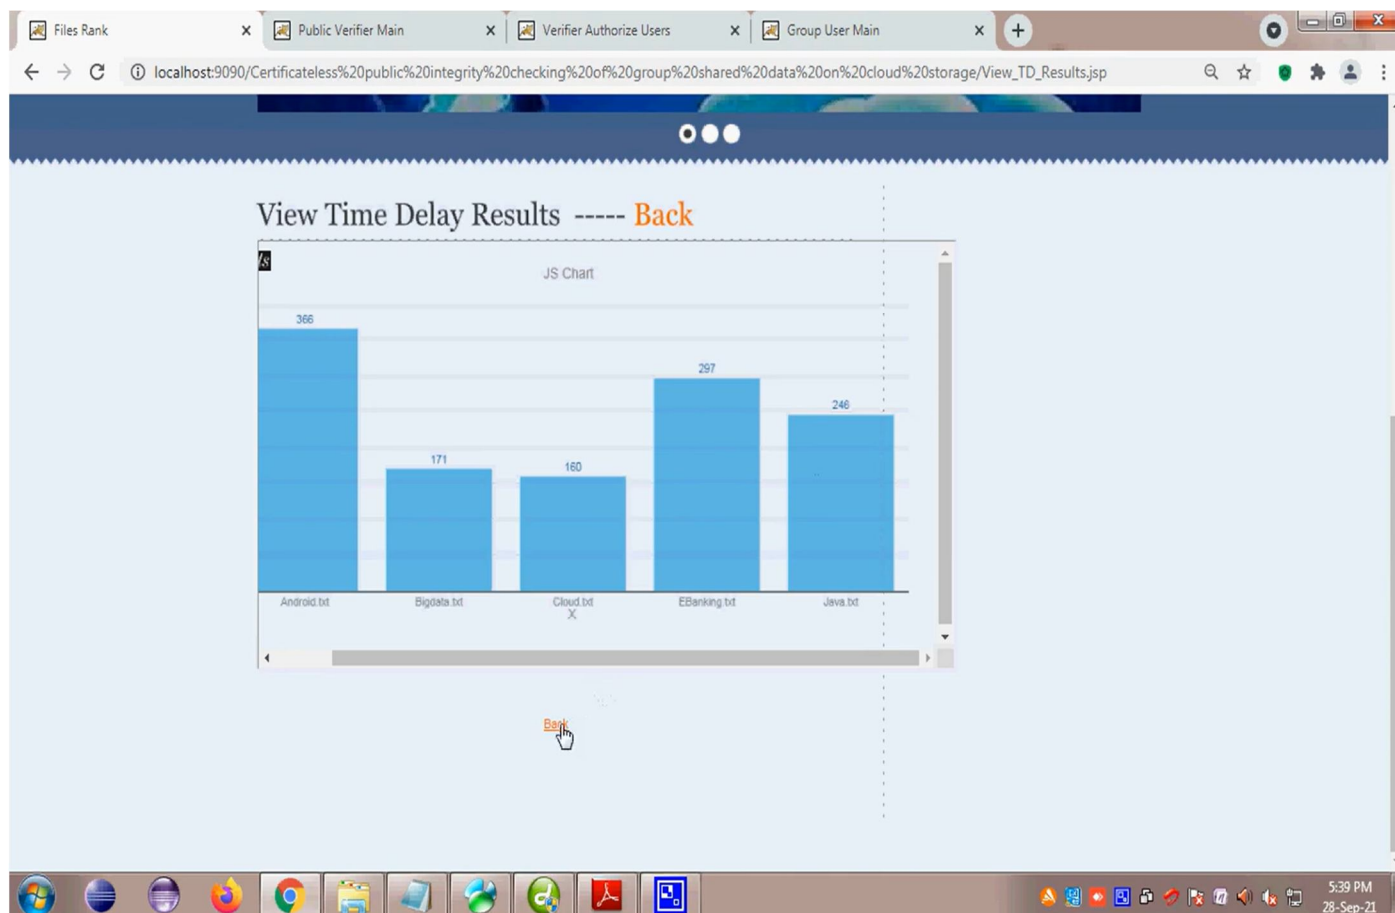 Files Rank
Public Verifier Main
Verifier Authorize Users
Group User Main
localhost:9090/Certificateless%20public%20integrity%20checking%20of%20group%20shared%20data%20on%20cloud%20storage/View_TD_Results.jsp
View Time Delay Results ----- Back
JS Chart
366
297
246
171
160
Android.txt Bigdata.txt Cloud.txt EBanking.txt Java.txt
X
Back
5:39 PM
28-Sep-21